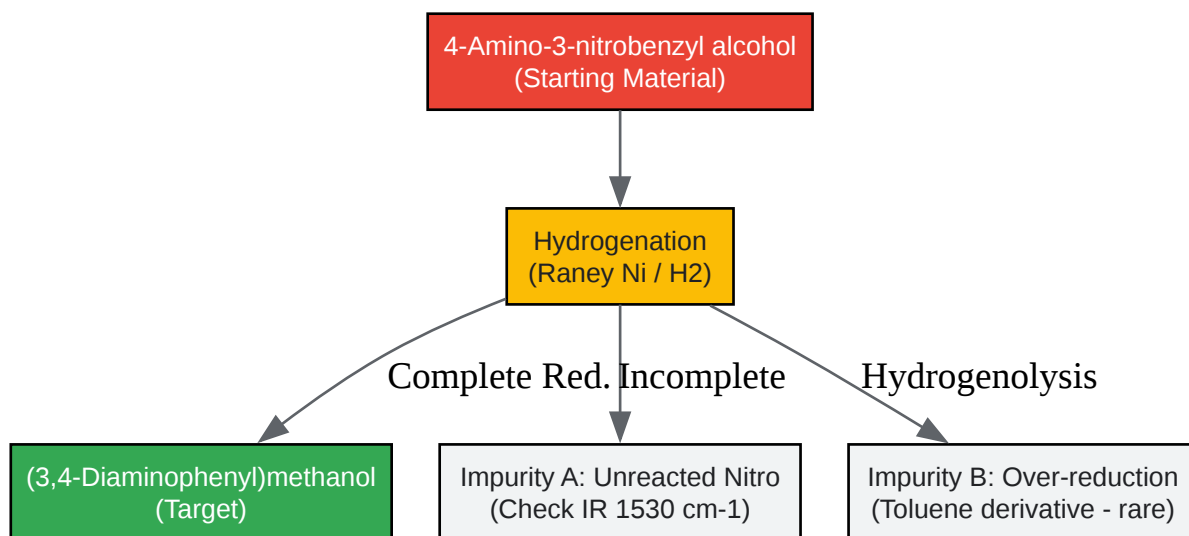 4-Amino-3-nitrobenzyl alcohol
(Starting Material)
Hydrogenation
(Raney Ni / H2)
Complete Red.
Incomplete
Hydrogenolysis
(3,4-Diaminophenyl)methanol
(Target)
Impurity A: Unreacted Nitro
(Check IR 1530 cm-1)
Impurity B: Over-reduction
(Toluene derivative - rare)